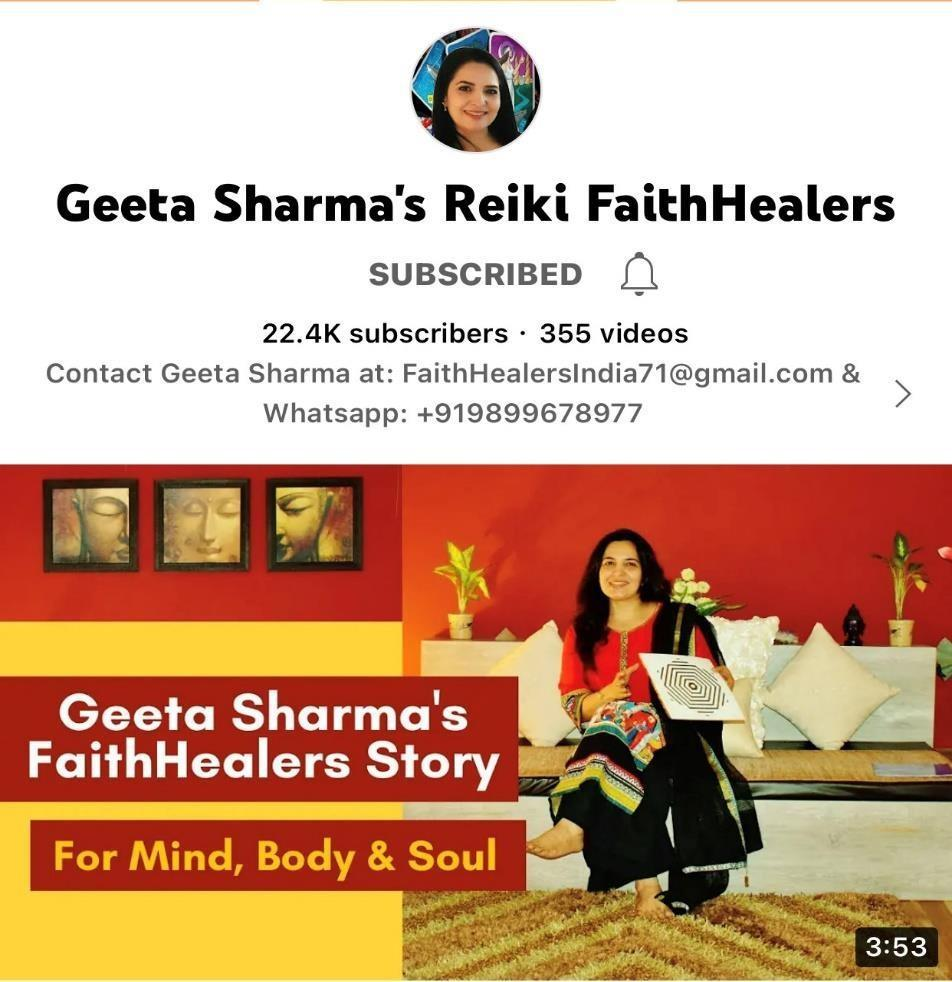 Geeta Sharma's Reiki FaithHealers
SUBSCRIBED
22.4K subscribers · 355 videos
Contact Geeta Sharma at: FaithHealersIndia71@gmail.com &
Whatsapp: +919899678977
Geeta Sharma's
FaithHealers Story
For Mind, Body & Soul
3:53